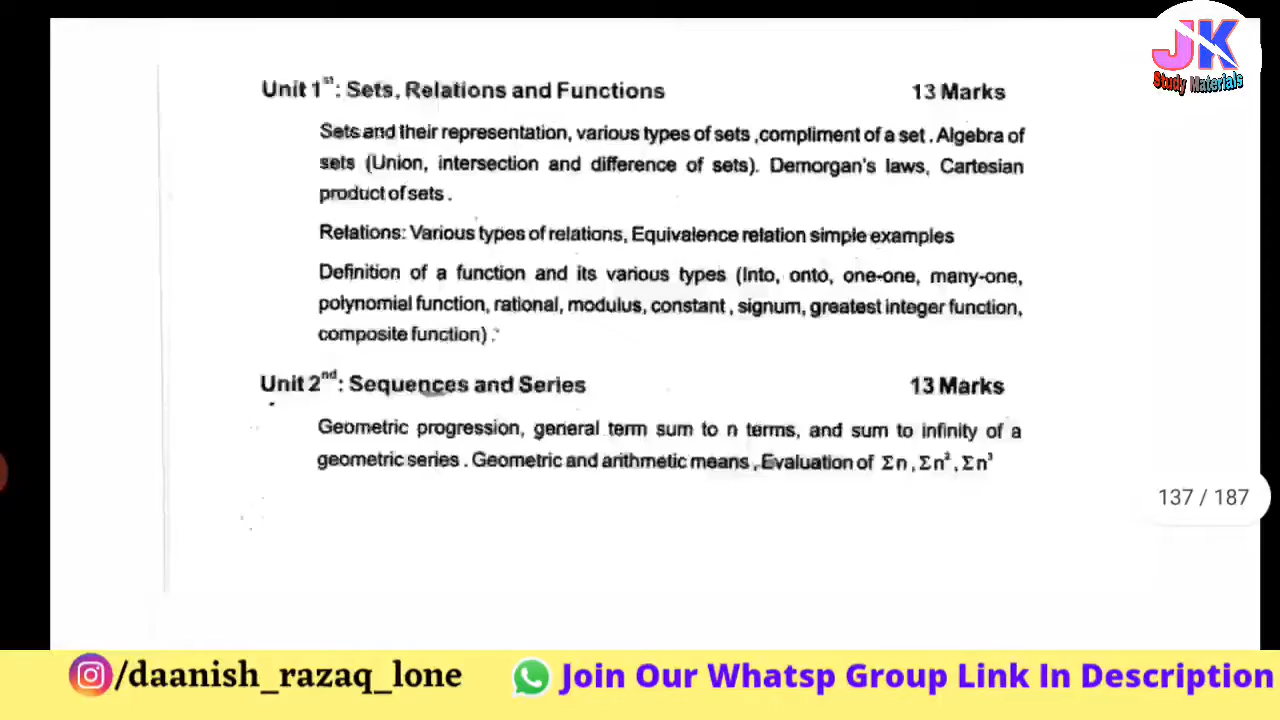 JK
Study Materials
Unit 1st: Sets, Relations and Functions 13 Marks
Sets and their representation, various types of sets ,compliment of a set . Algebra of
sets (Union, intersection and difference of sets). Demorgan's laws, Cartesian
product of sets .
Relations: Various types of relations, Equivalence relation simple examples
Definition of a function and its various types (Into, onto, one-one, many-one,
polynomial function, rational, modulus, constant , signum, greatest integer function,
composite function) .
Unit 2nd: Sequences and Series 13 Marks
Geometric progression, general term sum to n terms, and sum to infinity of a
geometric series . Geometric and arithmetic means , Evaluation of Σn , Σn² , Σn³
137 / 187
/daanish_razaq_lone Join Our Whatsp Group Link In Description